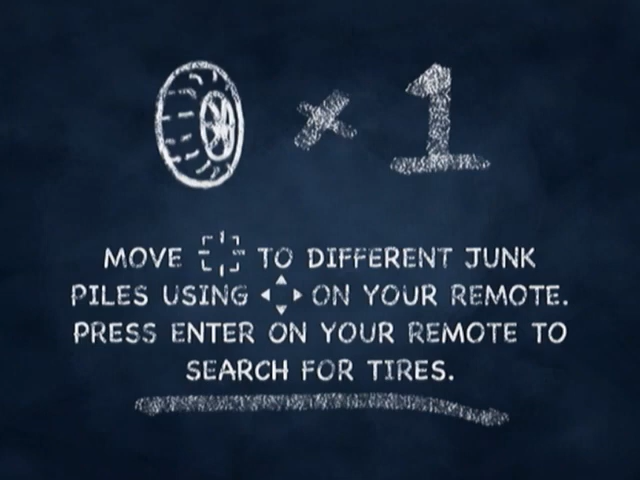 × 1
MOVE TO DIFFERENT JUNK
PILES USING ON YOUR REMOTE.
PRESS ENTER ON YOUR REMOTE TO
SEARCH FOR TIRES.